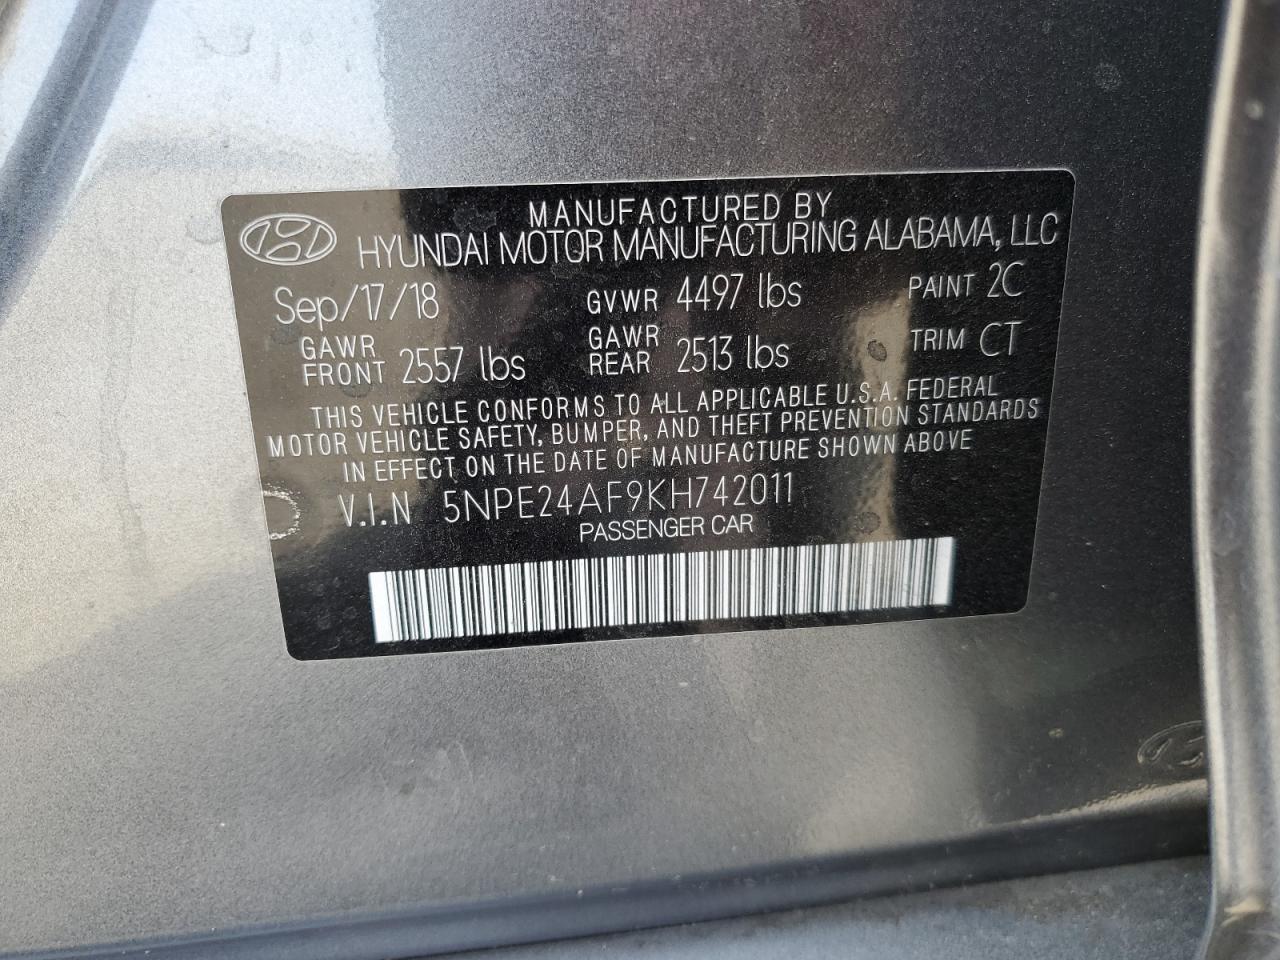 MANUFACTURED BY
HYUNDAI MOTOR MANUFACTURING ALABAMA, LLC
Sep/17/18 GVWR 4497 lbs PAINT 2C
GAWR FRONT 2557 lbs GAWR REAR 2513 lbs TRIM CT
THIS VEHICLE CONFORMS TO ALL APPLICABLE U.S.A. FEDERAL
MOTOR VEHICLE SAFETY, BUMPER, AND THEFT PREVENTION STANDARDS
IN EFFECT ON THE DATE OF MANUFACTURE SHOWN ABOVE
V.I.N 5NPE24AF9KH742011
PASSENGER CAR